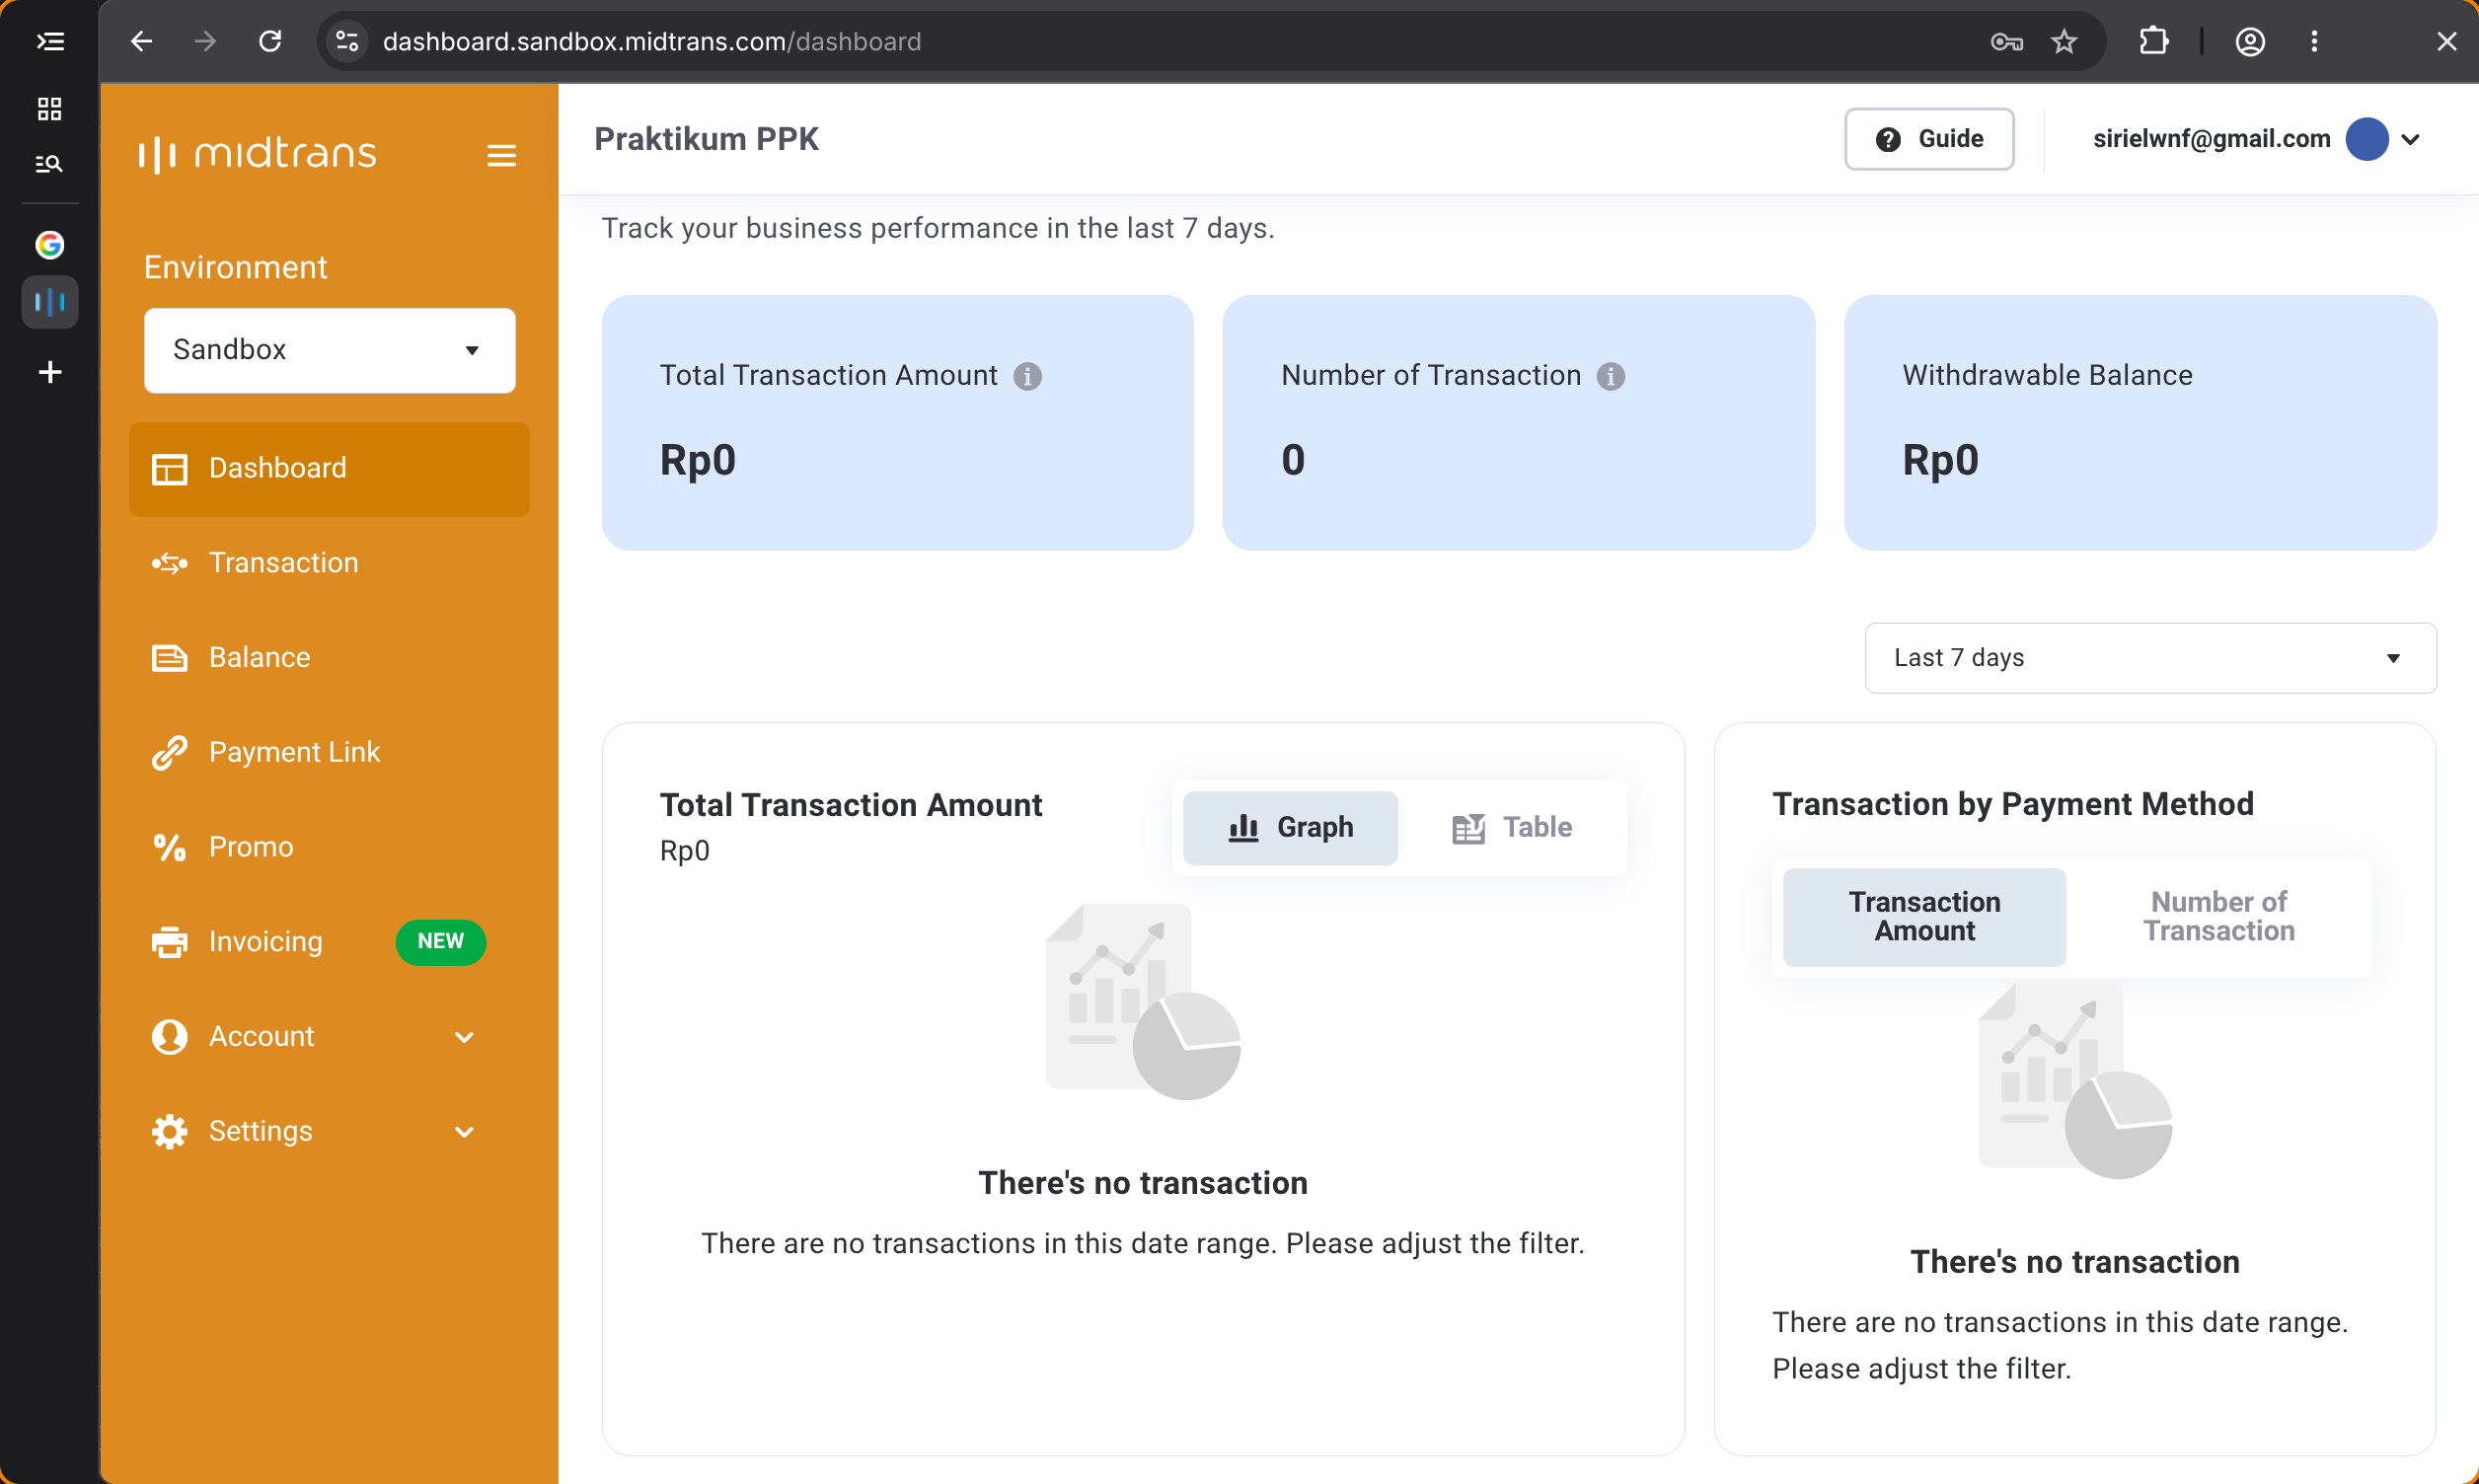 dashboard.sandbox.midtrans.com/dashboard
midtrans
Environment
Sandbox
Dashboard
Transaction
Balance
Payment Link
Promo
Invoicing
NEW
Account
Settings
Praktikum PPK
Guide
sirielwnf@gmail.com
Track your business performance in the last 7 days.
Total Transaction Amount
Rp0
Number of Transaction
0
Withdrawable Balance
Rp0
Last 7 days
Total Transaction Amount
Rp0
Graph
Table
There's no transaction
There are no transactions in this date range. Please adjust the filter.
Transaction by Payment Method
Transaction
Amount
Number of
Transaction
There's no transaction
There are no transactions in this date range.
Please adjust the filter.